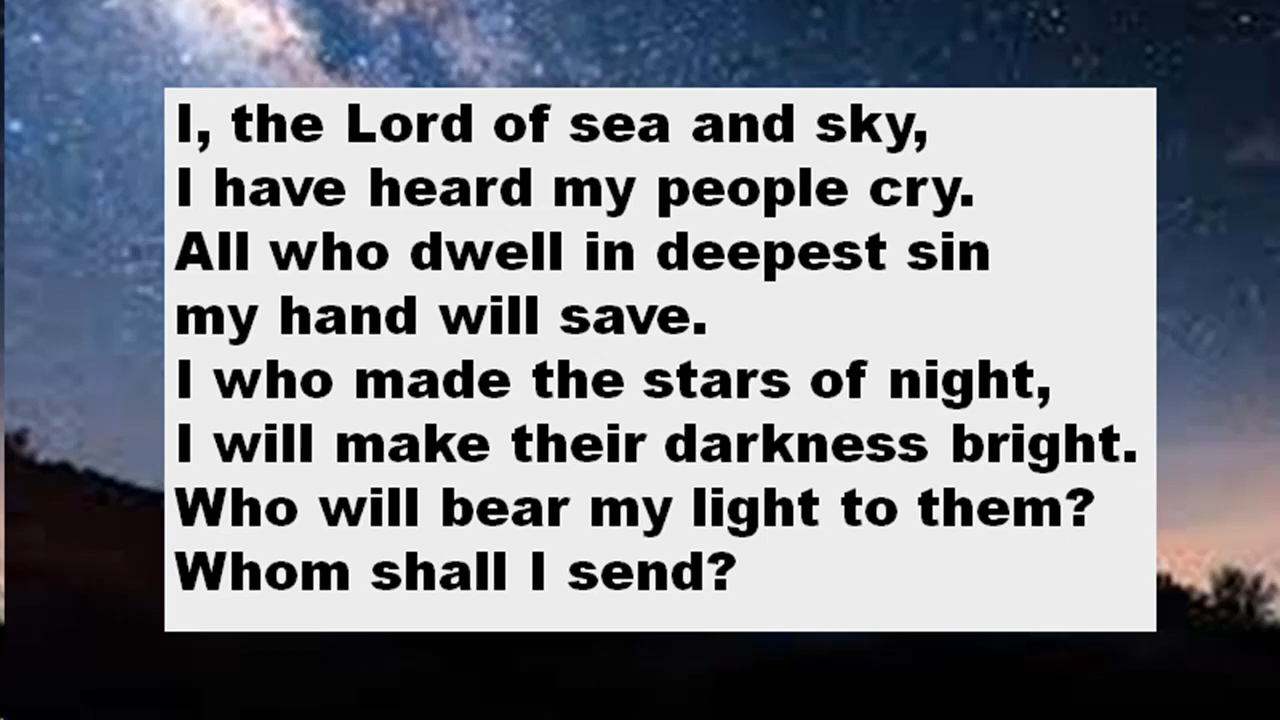 I, the Lord of sea and sky,
I have heard my people cry.
All who dwell in deepest sin
my hand will save.
I who made the stars of night,
I will make their darkness bright.
Who will bear my light to them?
Whom shall I send?